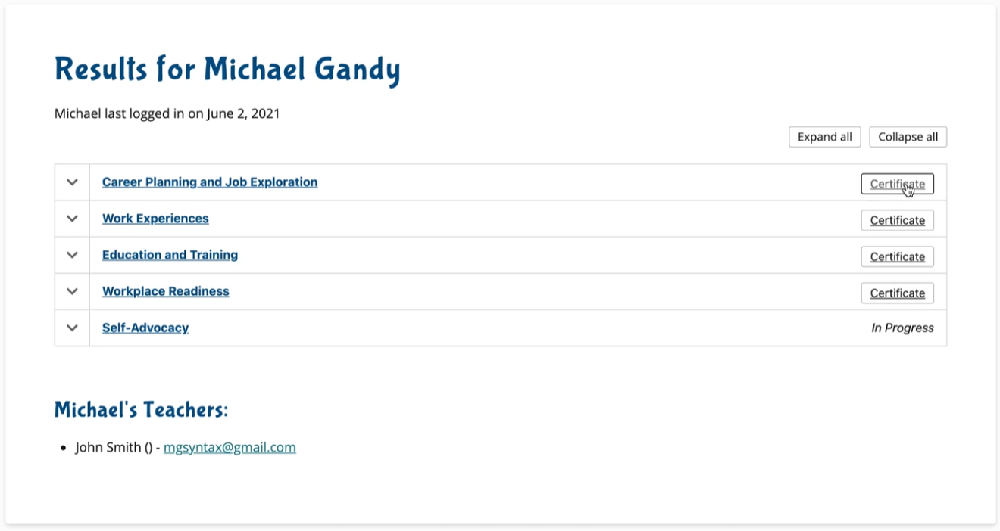 Results for Michael Gandy
Michael last logged in on June 2, 2021
Expand all Collapse all
Career Planning and Job Exploration Certificate
Work Experiences Certificate
Education and Training Certificate
Workplace Readiness Certificate
Self-Advocacy In Progress
Michael's Teachers:
• John Smith () - mgsyntax@gmail.com